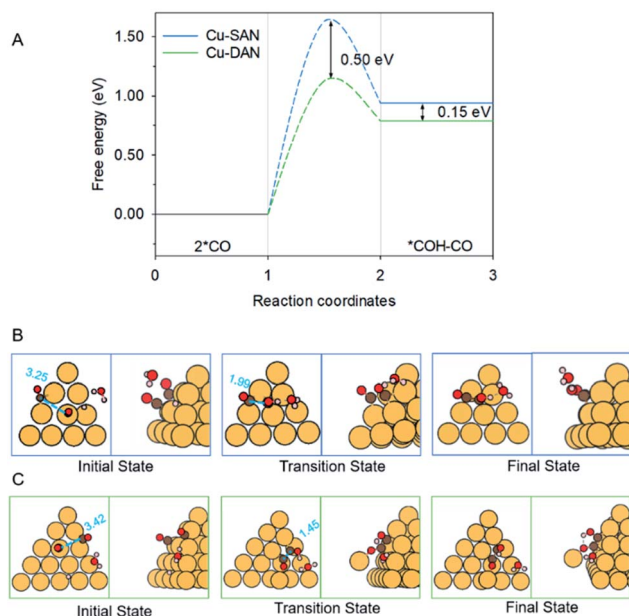 A
Cu-SAN
Cu-DAN
Free energy (eV)
1.50
1.00
0.50
0.00
0.50 eV
0.15 eV
2*CO
*COH-CO
0
1
2
3
Reaction coordinates
B
3.25
1.99
Initial State
Transition State
Final State
C
3.42
1.45
Initial State
Transition State
Final State